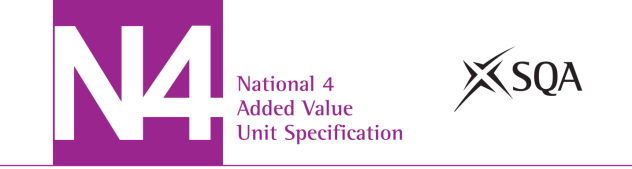 N4
National 4
Added Value
Unit Specification
SQA